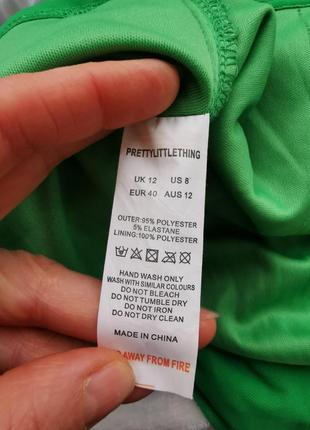 PRETTYLITTLETHING
UK 12 US 8
EUR 40 AUS 12
OUTER:95% POLYESTER
5% ELASTANE
LINING:100% POLYESTER
HAND WASH ONLY
WASH WITH SIMILAR COLOURS
DO NOT BLEACH
DO NOT TUMBLE DRY
DO NOT IRON
DO NOT DRY CLEAN
MADE IN CHINA
AWAY FROM FIRE